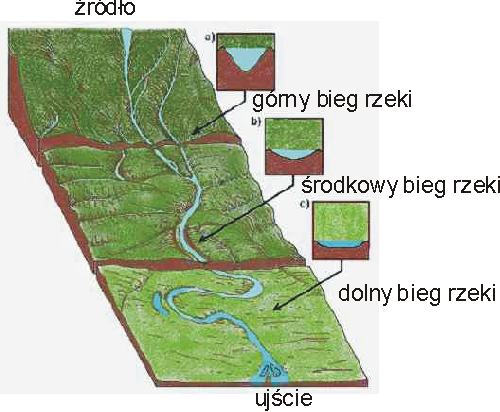 źródło
a)
górny bieg rzeki
b)
środkowy bieg rzeki
c)
dolny bieg rzeki
ujście